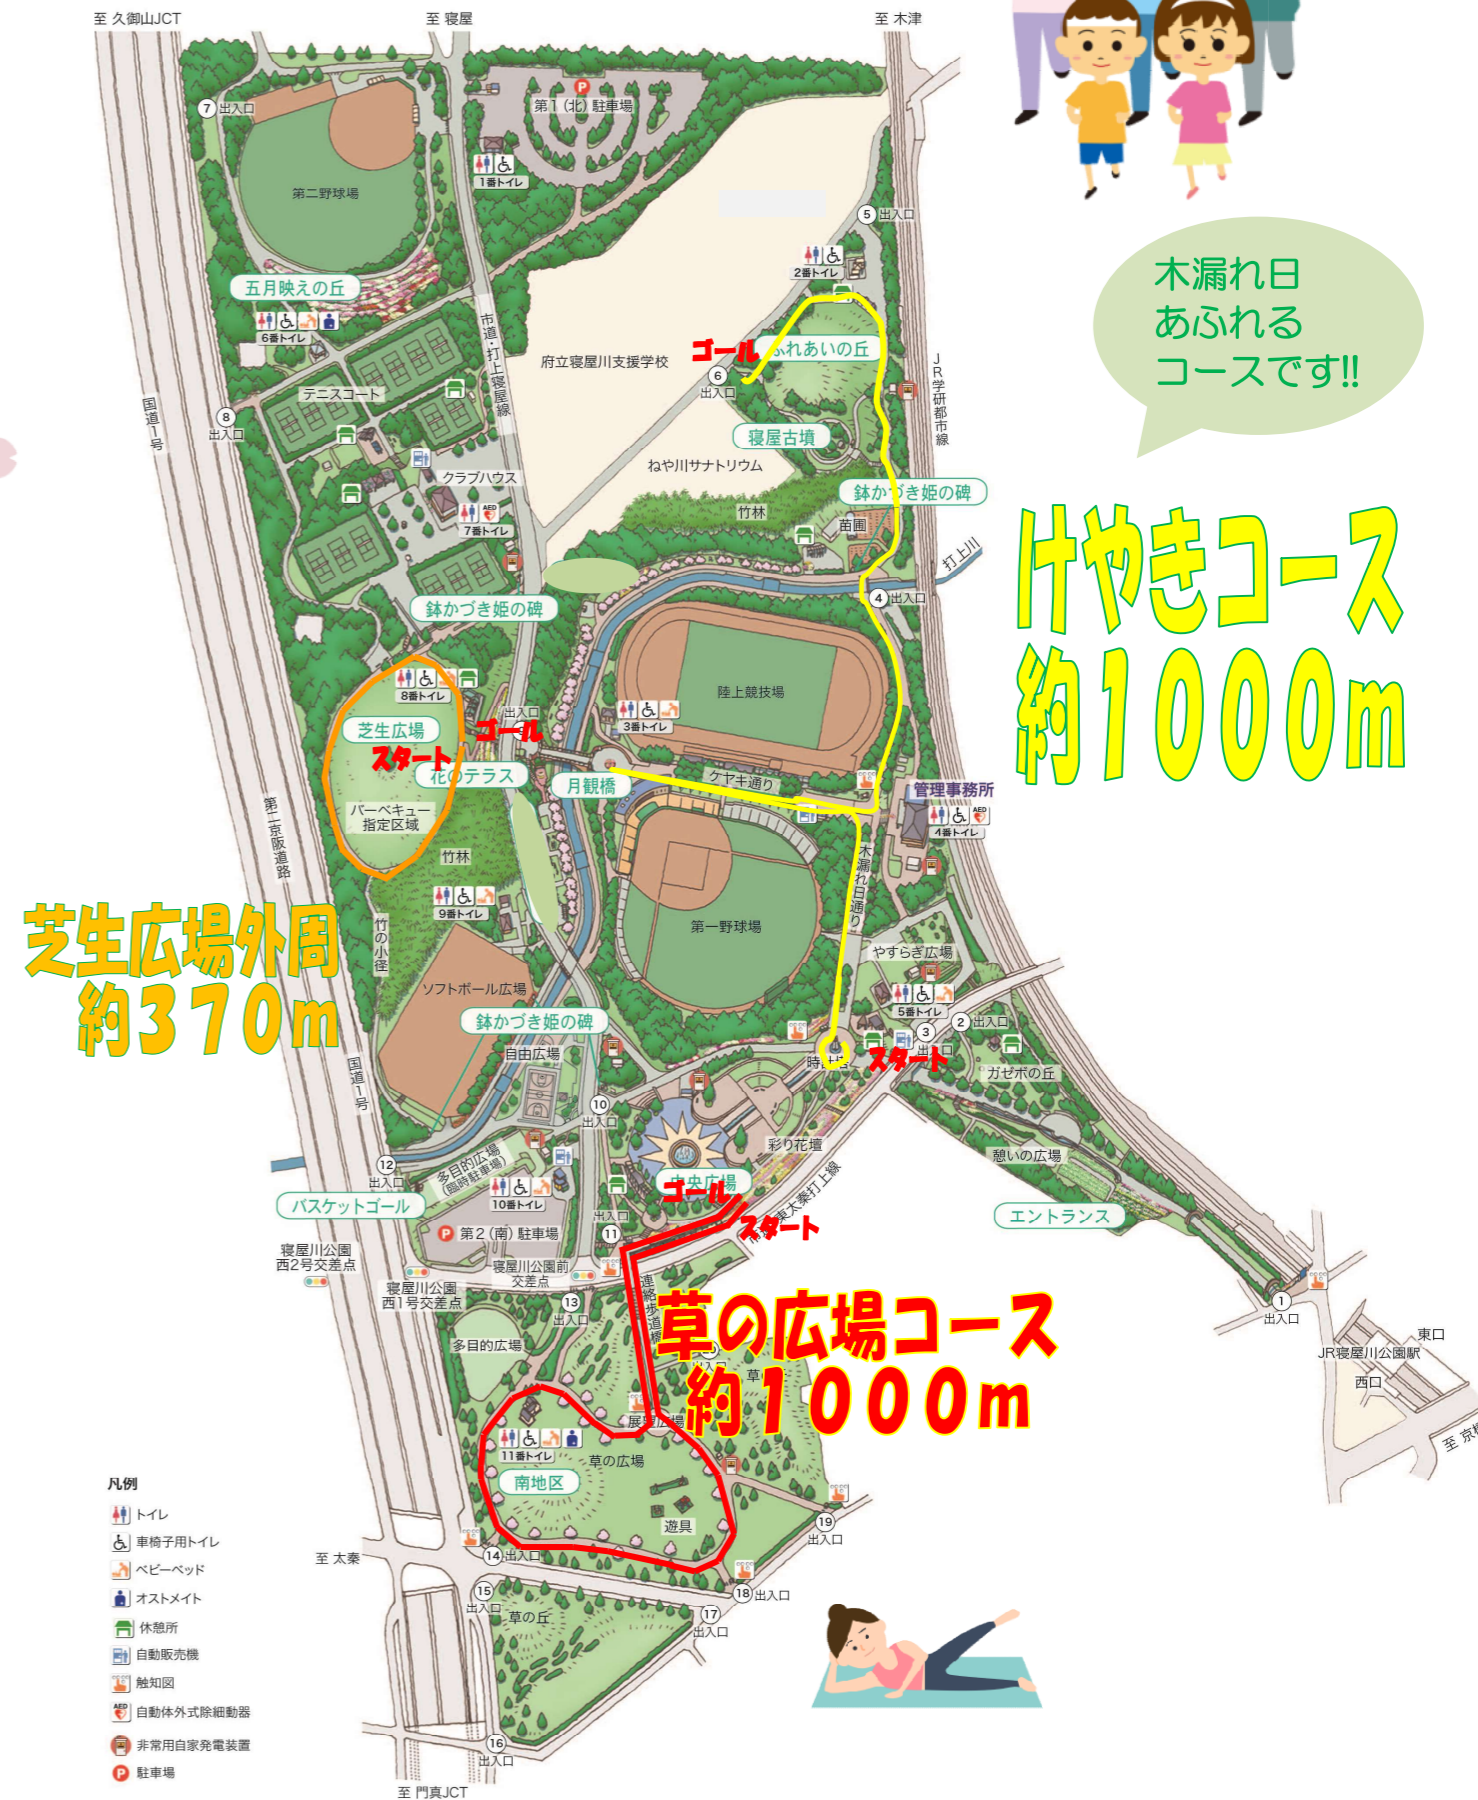 至 久御山JCT
至 寝屋
至 木津
7 出入口
第1（北）駐車場
1番トイレ
第二野球場
5 出入口
2番トイレ
五月映えの丘
6番トイレ
市道・打上寝屋線
府立寝屋川支援学校
ゴール
ふれあいの丘
6
出入口
JR学研都市線
木漏れ日
あふれる
コースです!!
国道1号
8
出入口
テニスコート
寝屋古墳
クラブハウス
ねや川サナトリウム
鉢かづき姫の碑
竹林
苗圃
AED
7番トイレ
打上川
けやきコース
約1000m
鉢かづき姫の碑
4 出入口
8番トイレ
陸上競技場
芝生広場
出入口
ゴール
3番トイレ
スタート
花のテラス
月観橋
ケヤキ通り
管理事務所
AED
4番トイレ
バーベキュー
指定区域
第二京阪道路
竹林
木漏れ日通り
9番トイレ
芝生広場外周
約370m
竹の小径
第一野球場
やすらぎ広場
ソフトボール広場
5番トイレ
鉢かづき姫の碑
2 出入口
3
スタート
自由広場
ガゼボの丘
国道1号
10
出入口
彩り花壇
憩いの広場
12
出入口
多目的広場
（臨時駐車場）
中央広場
ゴール
10番トイレ
バスケットゴール
エントランス
スタート
東太秦打上線
出入口
11
P 第2（南）駐車場
寝屋川公園
西2号交差点
寝屋川公園前
交差点
寝屋川公園
西1号交差点
連絡歩道橋
13
出入口
1
出入口
草の広場コース
約1000m
多目的広場
東口
JR寝屋川公園駅
西口
至 京橋
展望広場
11番トイレ
草の広場
南地区
遊具
凡例
トイレ
車椅子用トイレ
ベビーベッド
オストメイト
休憩所
自動販売機
触知図
AED 自動体外式除細動器
非常用自家発電装置
P 駐車場
19
出入口
至 太秦
14 出入口
15
出入口
18 出入口
草の丘
17
出入口
16
出入口
至 門真JCT